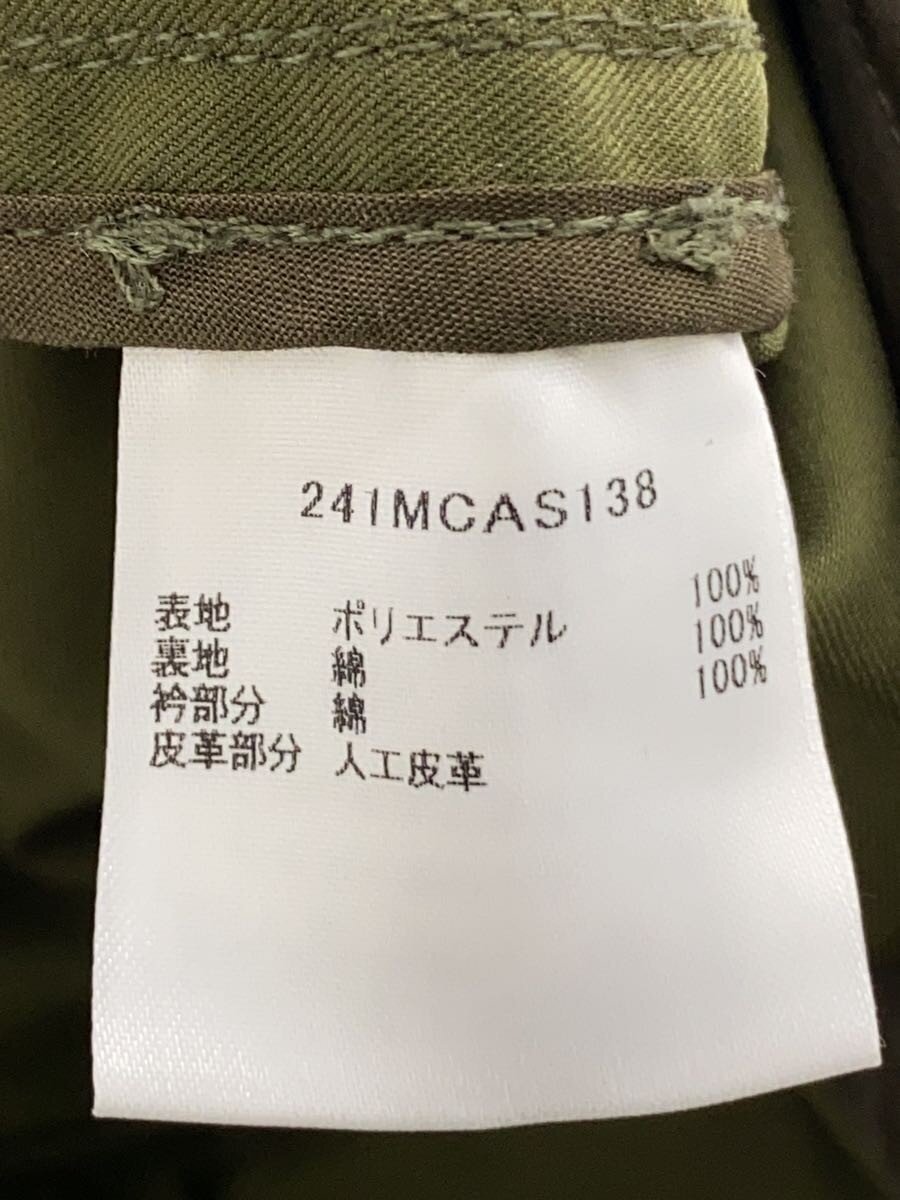 241MCAS138
表地 ポリエステル 100%
裏地 綿 100%
衿部分 綿 100%
皮革部分 人工皮革